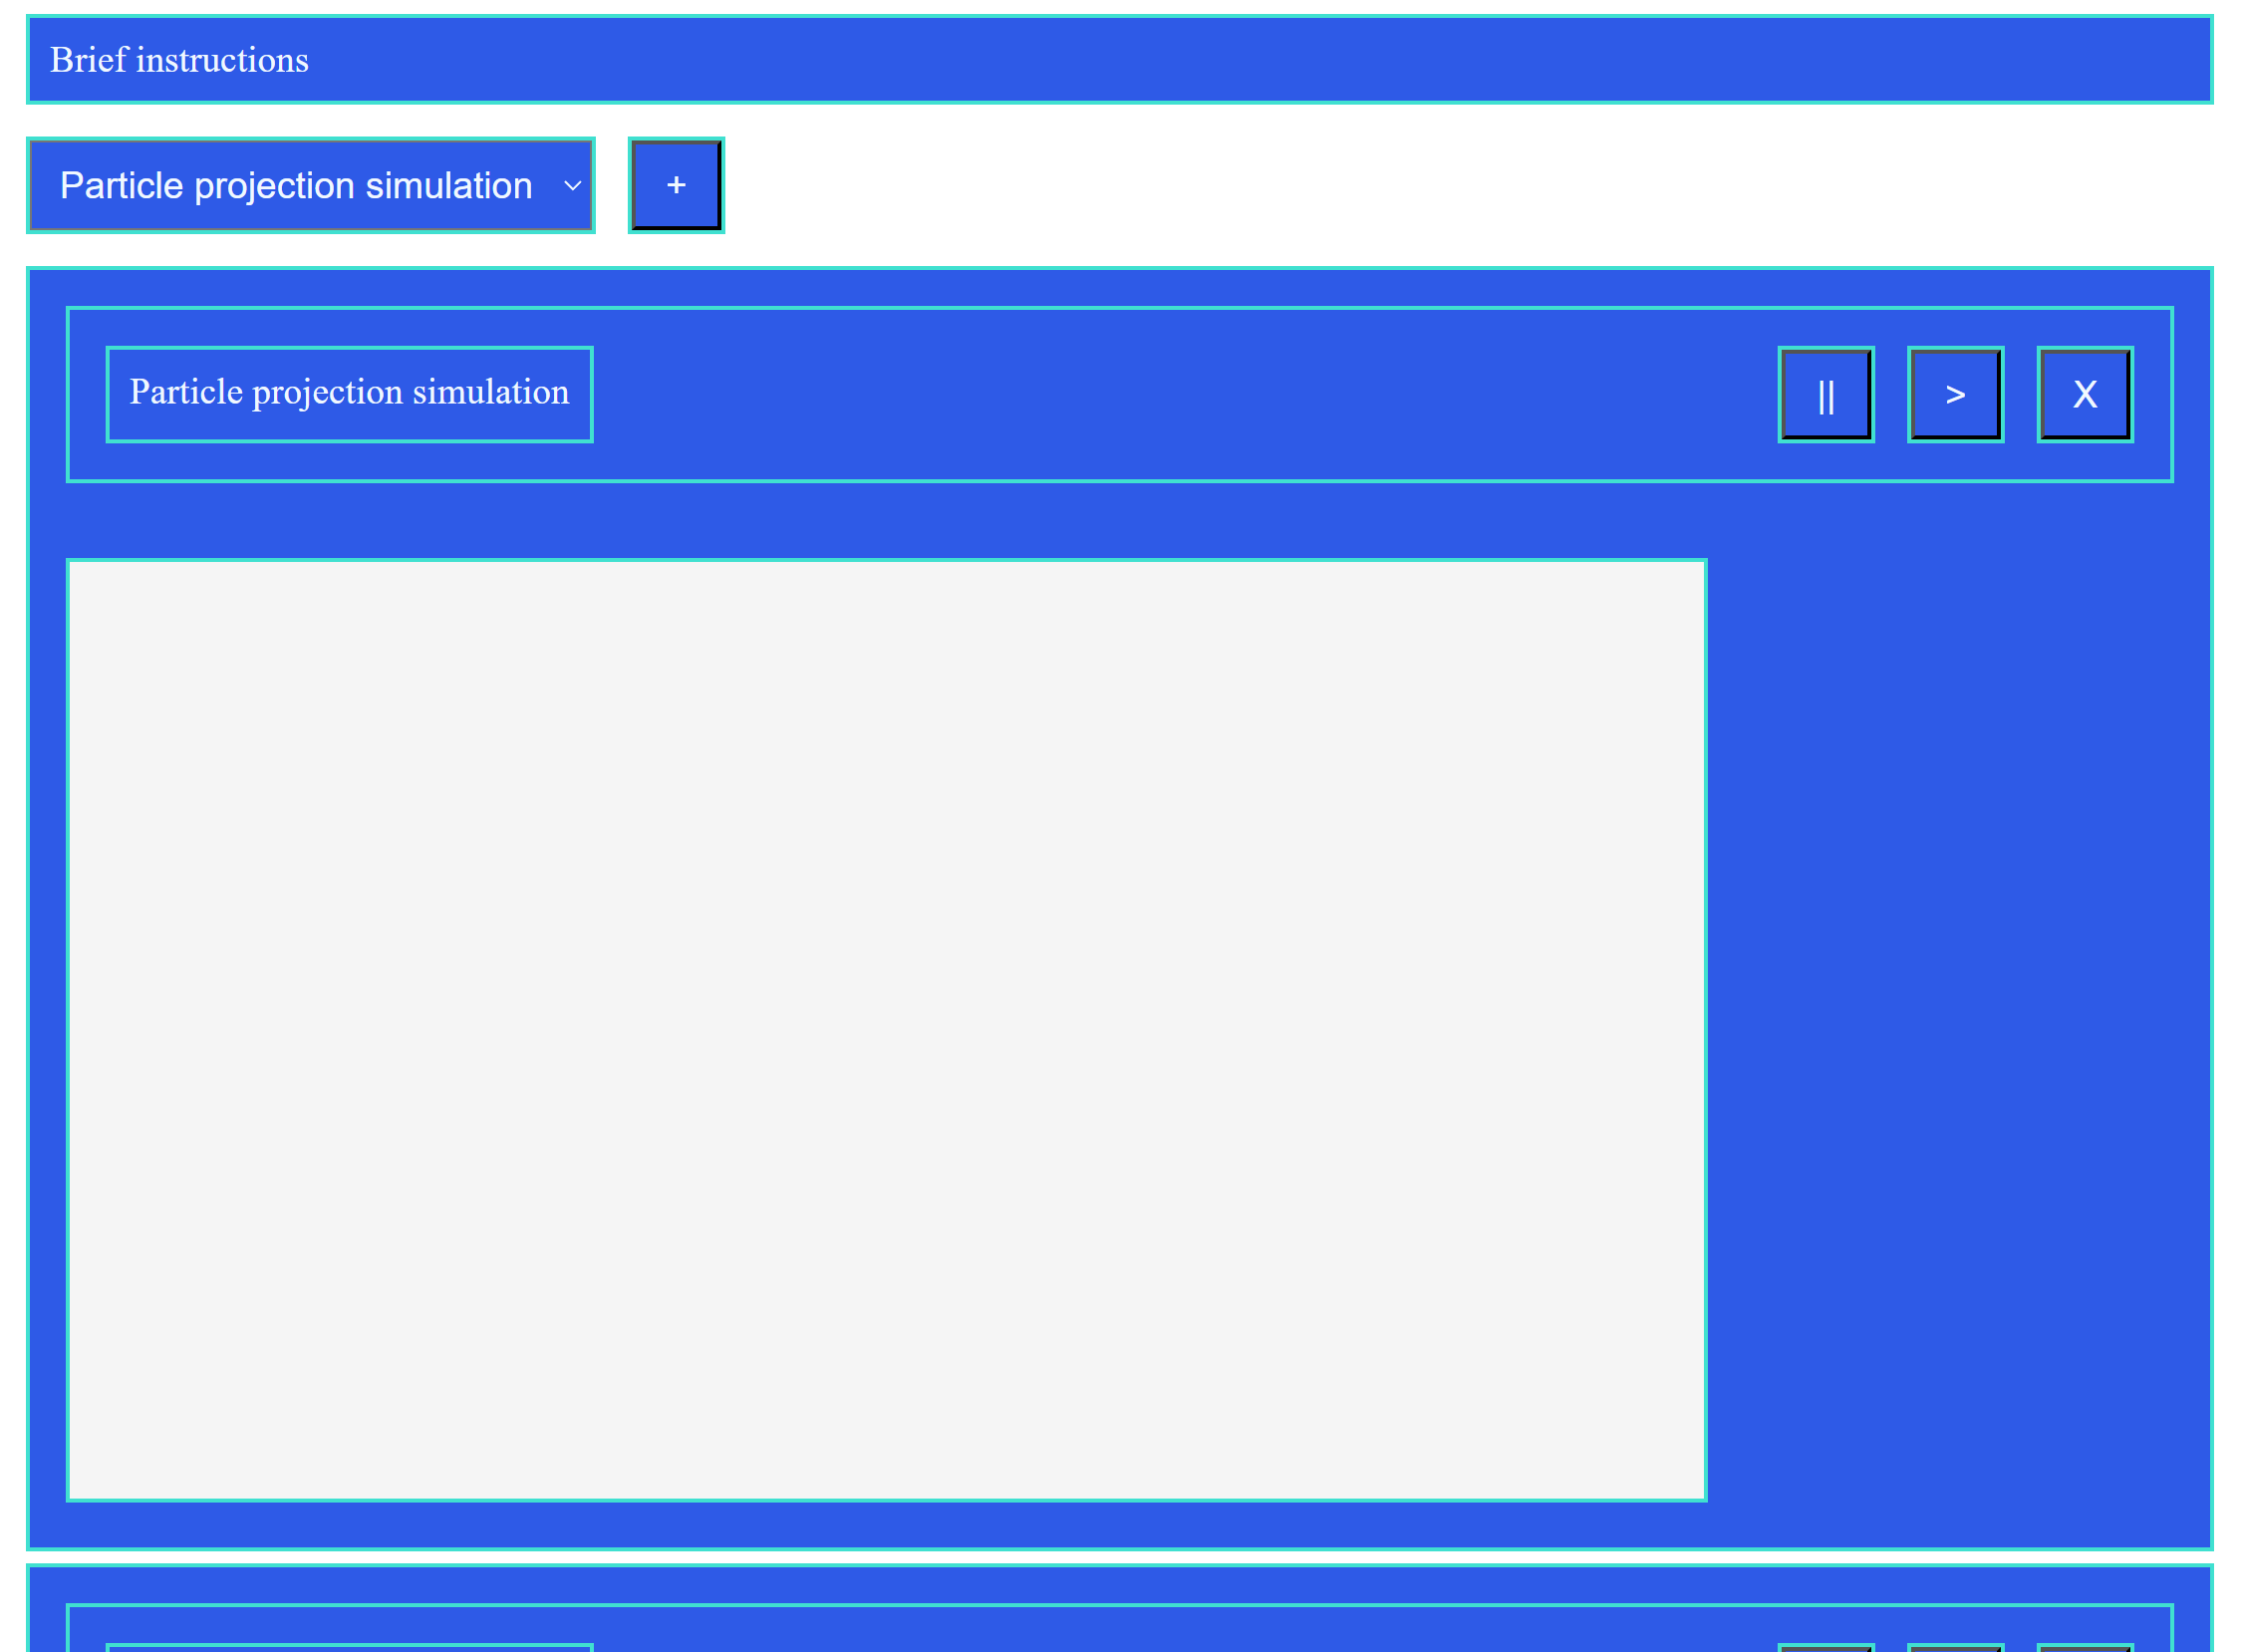 Brief instructions
Particle projection simulation
+
Particle projection simulation
||
>
X